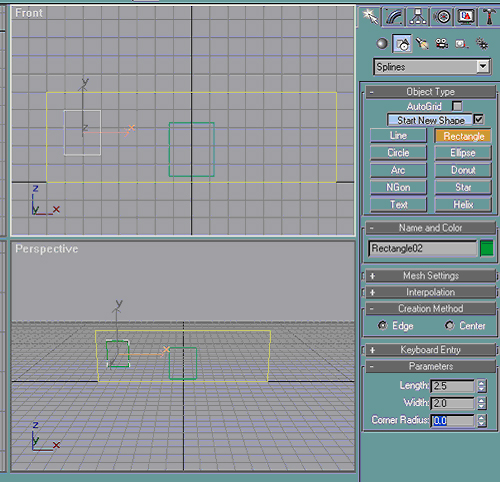 Front
y
z
x
z
y
x
Perspective
y
x
z
y
x
Splines
- Object Type
AutoGrid
Start New Shape
Line Rectangle
Circle Ellipse
Arc Donut
NGon Star
Text Helix
- Name and Color
Rectangle02
+ Mesh Settings
+ Interpolation
- Creation Method
Edge Center
+ Keyboard Entry
- Parameters
Length: 2.5
Width: 2.0
Corner Radius: 0.0